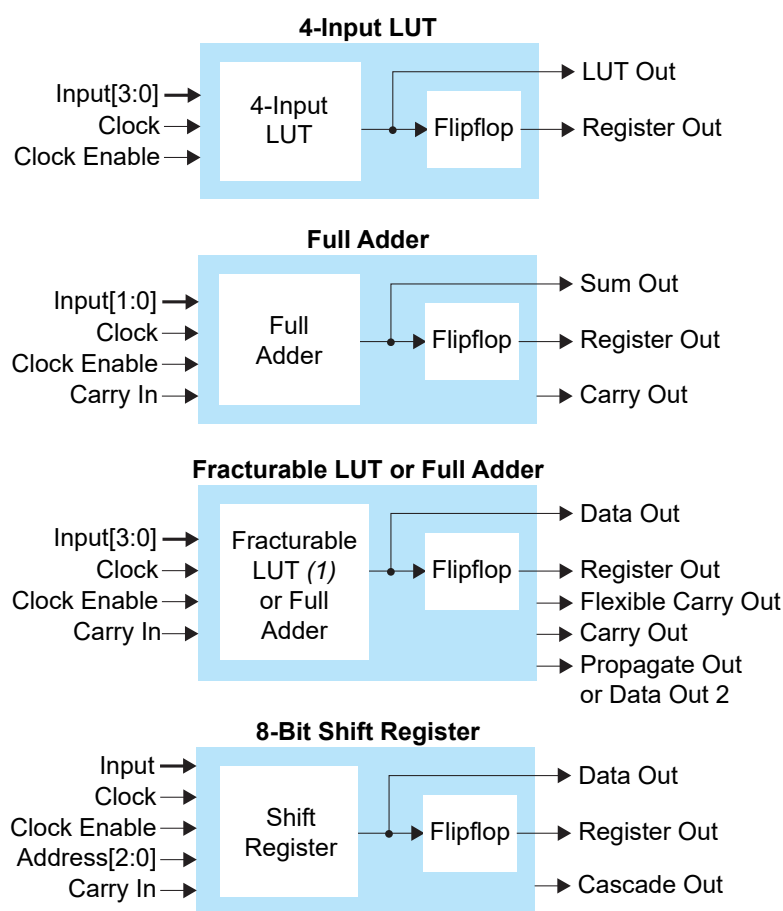 4-Input LUT
Input[3:0]
Clock
Clock Enable
4-Input
LUT
Flipflop
LUT Out
Register Out
Full Adder
Input[1:0]
Clock
Clock Enable
Carry In
Full
Adder
Flipflop
Sum Out
Register Out
Carry Out
Fracturable LUT or Full Adder
Input[3:0]
Clock
Clock Enable
Carry In
Fracturable
LUT (1)
or Full
Adder
Flipflop
Data Out
Register Out
Flexible Carry Out
Carry Out
Propagate Out
or Data Out 2
8-Bit Shift Register
Input
Clock
Clock Enable
Address[2:0]
Carry In
Shift
Register
Flipflop
Data Out
Register Out
Cascade Out